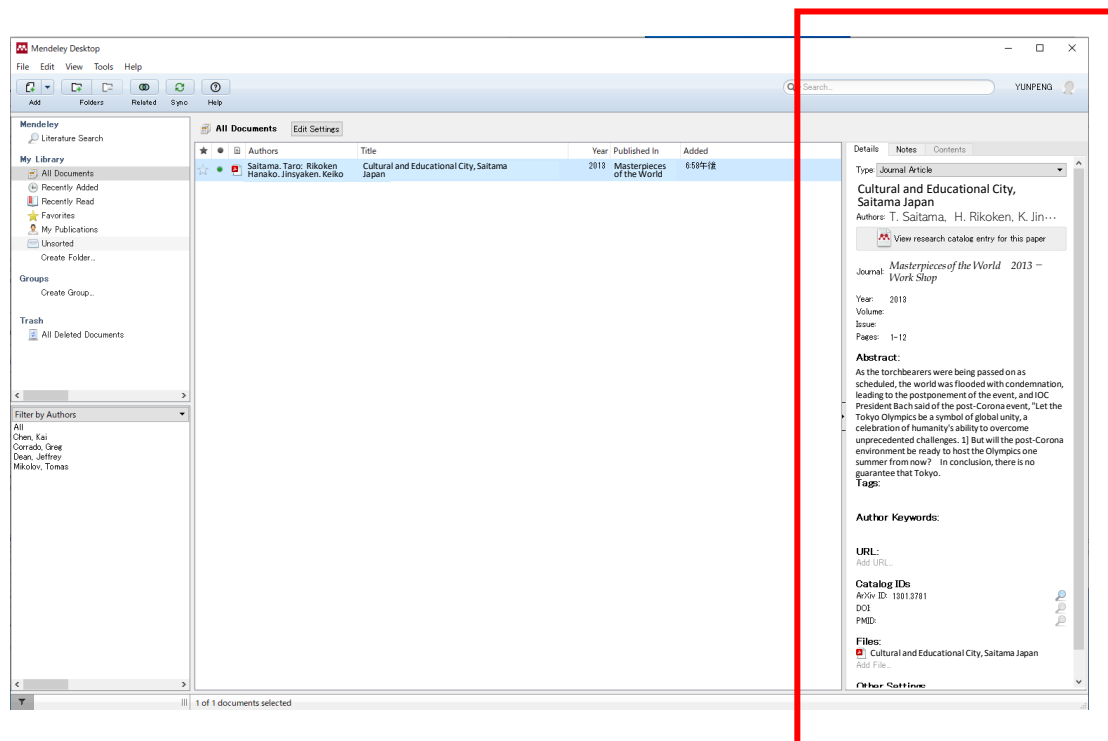 Mendeley Desktop
File Edit View Tools Help
Add Folders Related Sync Help
Search...
YUNPENG
Mendeley
Literature Search
My Library
All Documents
Recently Added
Recently Read
Favorites
My Publications
Unsorted
Create Folder...
Groups
Create Group...
Trash
All Deleted Documents
Filter by Authors
All
Chen, Kai
Corrado, Greg
Dean, Jeffrey
Mikolov, Tomas
All Documents Edit Settings
Authors Title Year Published In Added
Saitama. Taro: Rikoken Cultural and Educational City, Saitama 2013 Masterpieces 6:58午後
Hanako. Jinsyaken. Keiko Japan of the World
Details Notes Contents
Type: Journal Article
Cultural and Educational City,
Saitama Japan
Authors: T. Saitama, H. Rikoken, K. Jin…
View research catalog entry for this paper
Journal: Masterpieces of the World 2013 –
Work Shop
Year: 2013
Volume:
Issue:
Pages: 1-12
Abstract:
As the torchbearers were being passed on as
scheduled, the world was flooded with condemnation,
leading to the postponement of the event, and IOC
President Bach said of the post-Corona event, "Let the
Tokyo Olympics be a symbol of global unity, a
celebration of humanity's ability to overcome
unprecedented challenges. 1] But will the post-Corona
environment be ready to host the Olympics one
summer from now? In conclusion, there is no
guarantee that Tokyo.
Tags:
Author Keywords:
URL:
Add URL...
Catalog IDs
ArXiv ID: 1301.3781
DOI:
PMID:
Files:
Cultural and Educational City, Saitama Japan
Add File...
Other Settings
1 of 1 documents selected